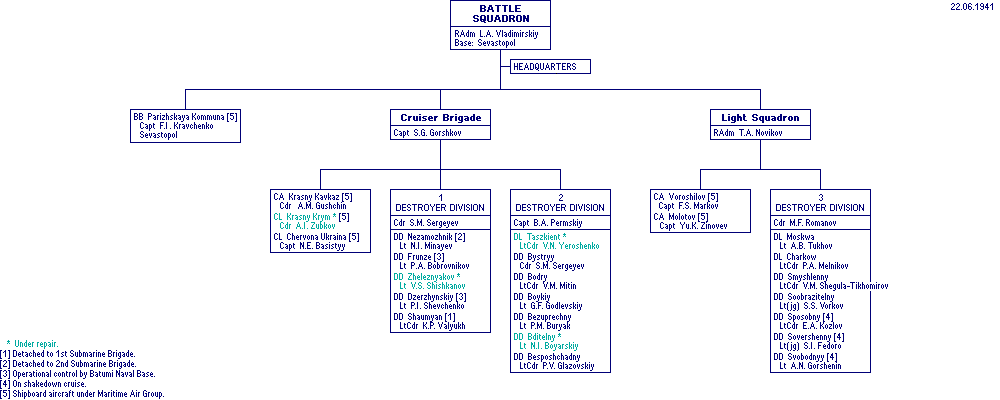 22.06.1941
BATTLE
SQUADRON
RAdm L.A. Vladimirskiy
Base: Sevastopol
HEADQUARTERS
BB Parizhskaya Kommuna [5]
Capt F.I. Kravchenko
Sevastopol
Cruiser Brigade
Capt S.G. Gorshkov
Light Squadron
RAdm T.A. Novikov
CA Krasny Kavkaz [5]
Cdr A.M. Gushchin
CL Krasny Krym * [5]
Cdr A.I. Zubkov
CL Chervona Ukraina [5]
Capt N.E. Basistyy
1
DESTROYER DIVISION
Cdr S.M. Sergeyev
DD Nezamozhnik [2]
Lt N.I. Minayev
DD Frunze [3]
Lt P.A. Bobrovnikov
DD Zheleznyakov *
Lt V.S. Shishkanov
DD Dzerzhynskiy [3]
Lt P.I. Shevchenko
DD Shaumyan [1]
LtCdr K.P. Valyukh
2
DESTROYER DIVISION
Capt B.A. Permskiy
DL Taszkient *
LtCdr V.N. Yeroshenko
DD Bystryy
Cdr S.M. Sergeyev
DD Bodry
LtCdr V.M. Mitin
DD Boykiy
Lt G.F. Godlevskiy
DD Bezuprechny
Lt P.M. Buryak
DD Bditelny *
Lt N.I. Boyarskiy
DD Besposhchadny
LtCdr P.V. Glazovskiy
CA Voroshilov [5]
Capt F.S. Markov
CA Molotov [5]
Capt Yu.K. Zinovev
3
DESTROYER DIVISION
Cdr M.F. Romanov
DL Moskwa
Lt A.B. Tukhov
DL Charkow
LtCdr P.A. Melnikov
DD Smyshlenny
LtCdr V.M. Shegula-Tikhomirov
DD Soobrazitelny
Lt(jg) S.S. Vorkov
DD Sposobny [4]
LtCdr E.A. Kozlov
DD Sovershenny [4]
Lt(jg) S.I. Fedoro
DD Svobodnyy [4]
Lt A.N. Gorshenin
* Under repair.
[1] Detached to 1st Submarine Brigade.
[2] Detached to 2nd Submarine Brigade.
[3] Operational control by Batumi Naval Base.
[4] On shakedown cruise.
[5] Shipboard aircraft under Maritime Air Group.